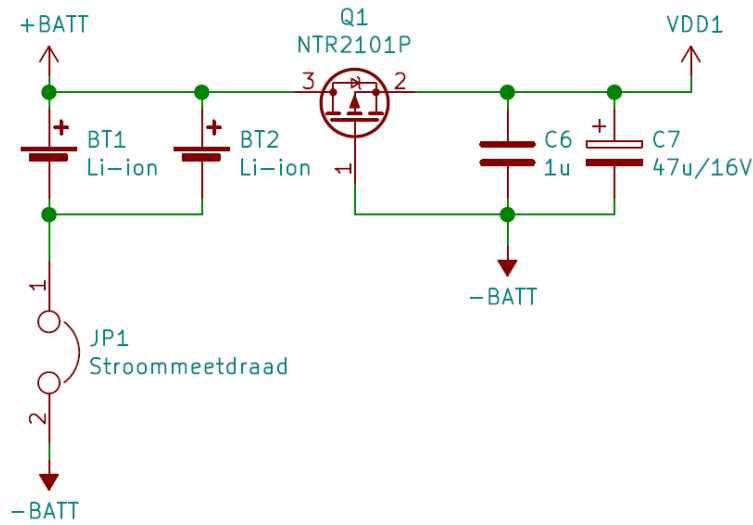 +BATT
Q1
NTR2101P
VDD1
3
2
BT1
Li-ion
BT2
Li-ion
1
C6
1u
C7
47u/16V
-BATT
1
JP1
Stroommeetdraad
2
-BATT